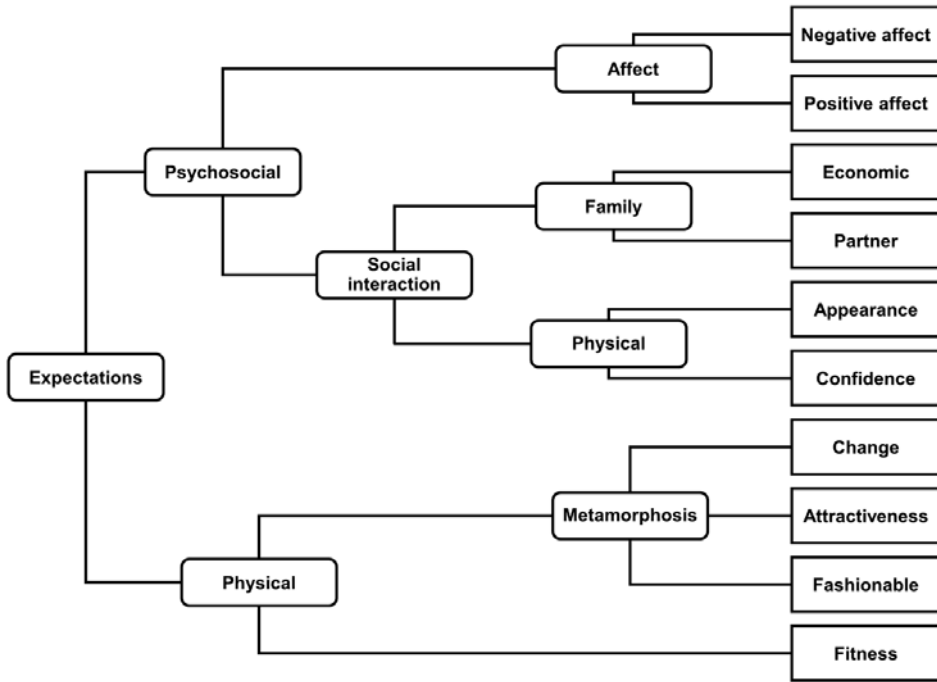 Negative affect
Affect
Positive affect
Psychosocial
Economic
Family
Partner
Social
interaction
Appearance
Physical
Confidence
Expectations
Change
Metamorphosis
Attractiveness
Physical
Fashionable
Fitness